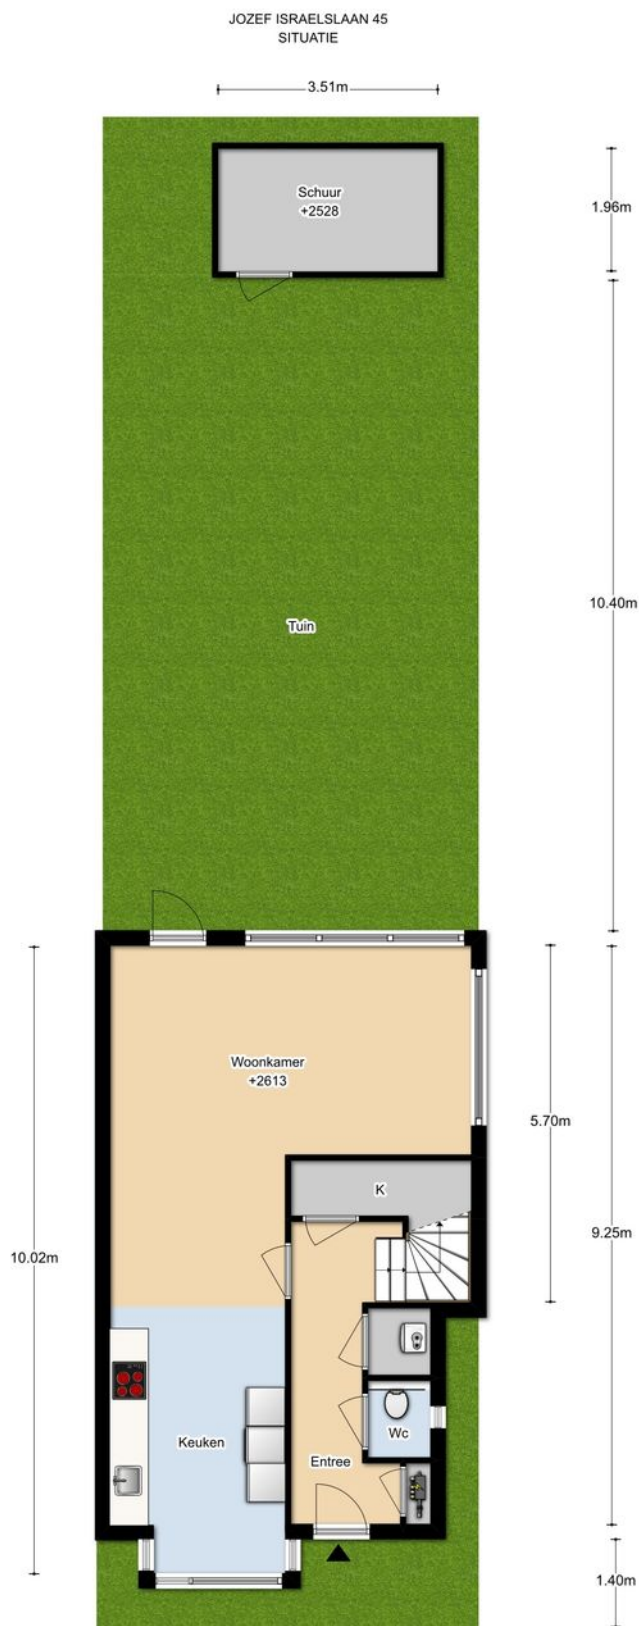 JOZEF ISRAELSLAAN 45
SITUATIE
3.51m
Schuur
+2528
1.96m
10.40m
Tuin
Woonkamer
+2613
5.70m
K
9.25m
10.02m
Keuken
Wc
Entree
1.40m